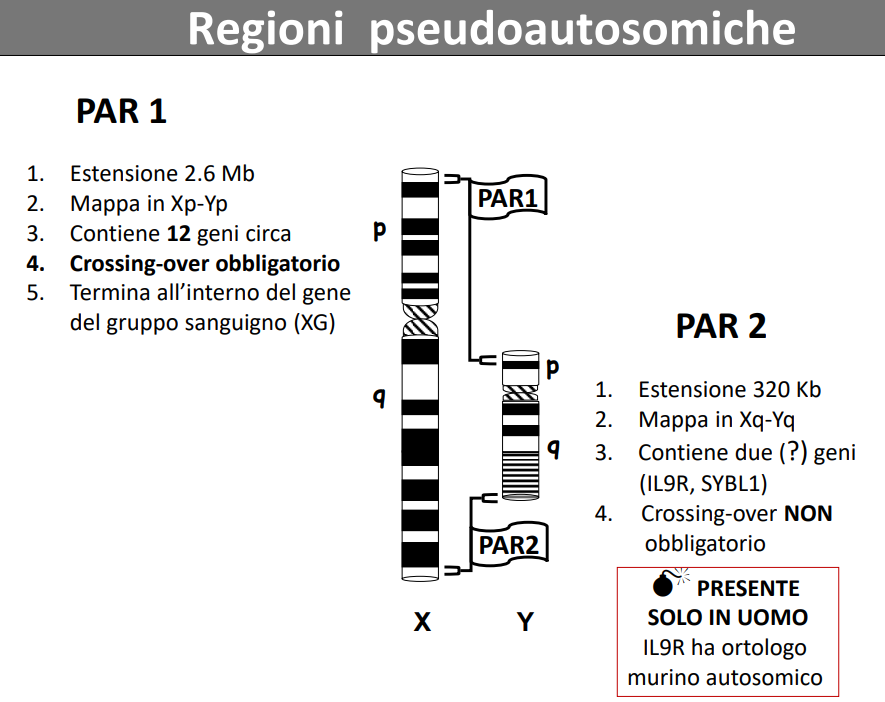 Regioni pseudoautosomiche
PAR 1
1. Estensione 2.6 Mb
2. Mappa in Xp-Yp
3. Contiene 12 geni circa
4. Crossing-over obbligatorio
5. Termina all’interno del gene
del gruppo sanguigno (XG)
PAR1
p
q
p
q
PAR2
X
Y
PAR 2
1. Estensione 320 Kb
2. Mappa in Xq-Yq
3. Contiene due (?) geni
(IL9R, SYBL1)
4. Crossing-over NON
obbligatorio
PRESENTE
SOLO IN UOMO
IL9R ha ortologo
murino autosomico